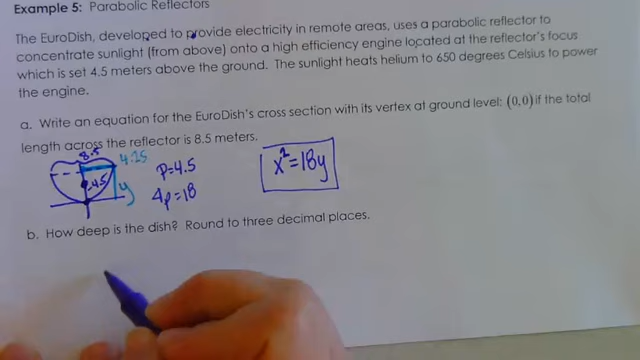 Example 5: Parabolic Reflectors
The EuroDish, developed to provide electricity in remote areas, uses a parabolic reflector to
concentrate sunlight (from above) onto a high efficiency engine located at the reflector's focus
which is set 4.5 meters above the ground. The sunlight heats helium to 650 degrees Celsius to power
the engine.
a. Write an equation for the EuroDish's cross section with its vertex at ground level: (0,0) if the total
length across the reflector is 8.5 meters.
8.5
4.25
4.5
y
p=4.5
4p=18
x²=18y
b. How deep is the dish? Round to three decimal places.